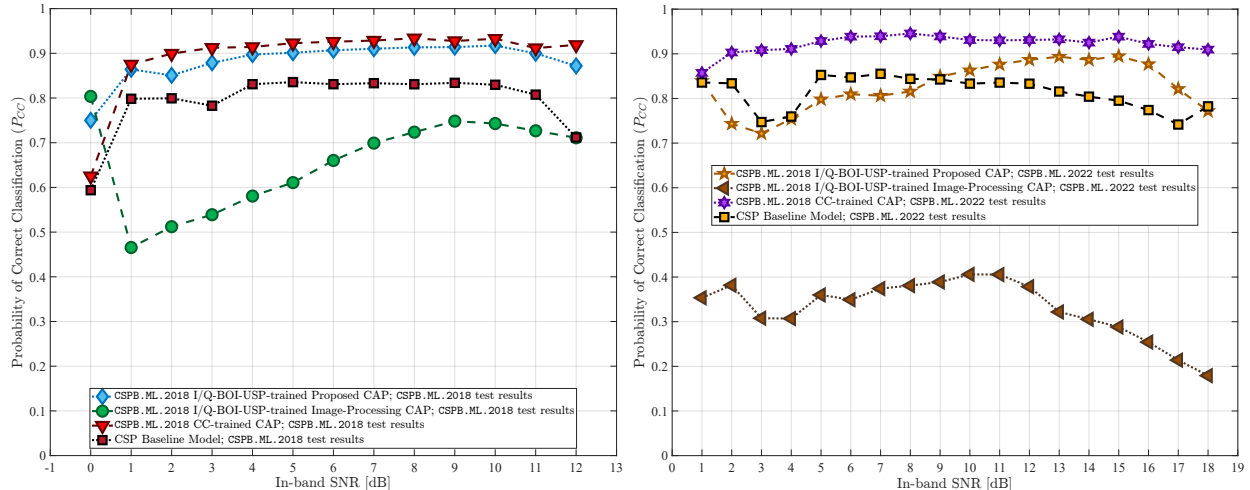 Probability of Correct Classification (P_CC)
1
0.9
0.8
0.7
0.6
0.5
0.4
0.3
0.2
0.1
0
CSPB.ML.2018 I/Q-BOI-USP-trained Proposed CAP; CSPB.ML.2018 test results
CSPB.ML.2018 I/Q-BOI-USP-trained Image-Processing CAP; CSPB.ML.2018 test results
CSPB.ML.2018 CC-trained CAP; CSPB.ML.2018 test results
CSP Baseline Model; CSPB.ML.2018 test results
-1 0 1 2 3 4 5 6 7 8 9 10 11 12 13
In-band SNR [dB]
Probability of Correct Classification (P_CC)
1
0.9
0.8
0.7
0.6
0.5
0.4
0.3
0.2
0.1
0
CSPB.ML.2018 I/Q-BOI-USP-trained Proposed CAP; CSPB.ML.2022 test results
CSPB.ML.2018 I/Q-BOI-USP-trained Image-Processing CAP; CSPB.ML.2022 test results
CSPB.ML.2018 CC-trained CAP; CSPB.ML.2022 test results
CSP Baseline Model; CSPB.ML.2022 test results
0 1 2 3 4 5 6 7 8 9 10 11 12 13 14 15 16 17 18 19
In-band SNR [dB]